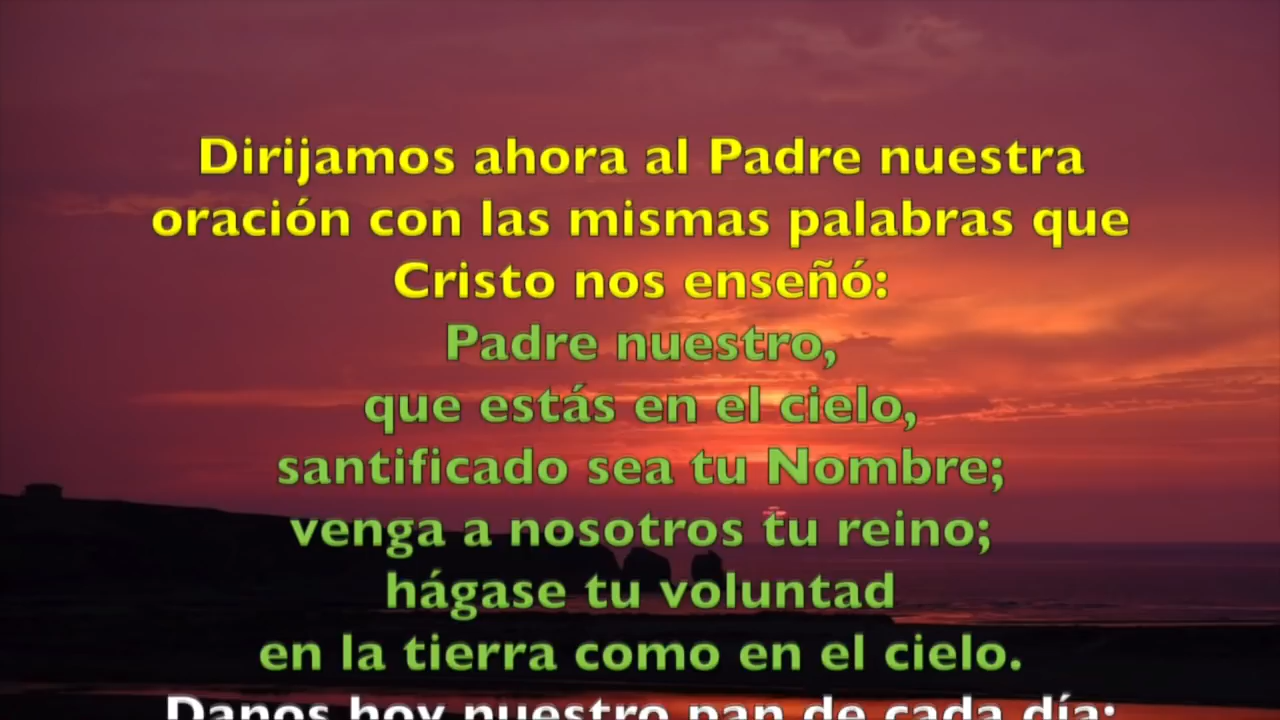 Dirijamos ahora al Padre nuestra
oración con las mismas palabras que
Cristo nos enseñó:
Padre nuestro,
que estás en el cielo,
santificado sea tu Nombre;
venga a nosotros tu reino;
hágase tu voluntad
en la tierra como en el cielo.
Danos hoy nuestro pan de cada día;